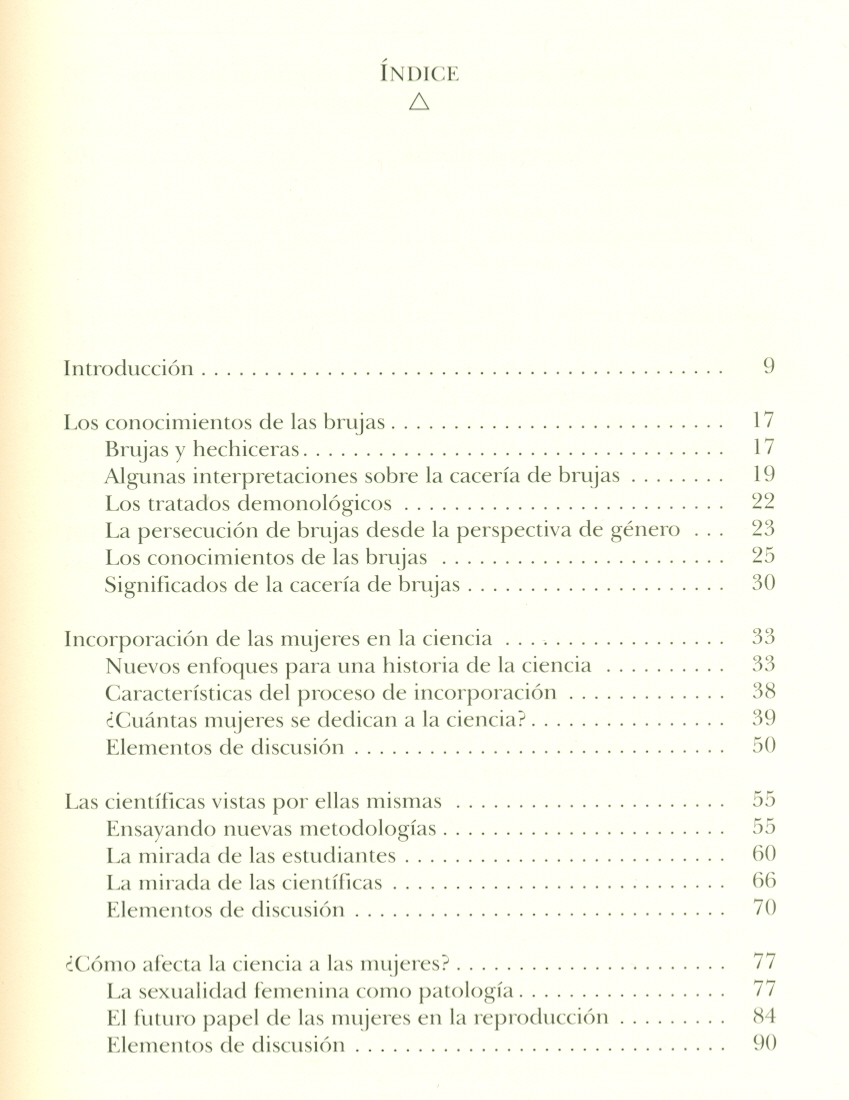 ÍNDICE
Introducción . . . . . . . . . . . . . . . . . . . . . . . . . . . . . . . . . . . . . . . . . . 9
Los conocimientos de las brujas . . . . . . . . . . . . . . . . . . . . . . . . . . . 17
Brujas y hechiceras . . . . . . . . . . . . . . . . . . . . . . . . . . . . . . . . . . 17
Algunas interpretaciones sobre la cacería de brujas . . . . . . . . 19
Los tratados demonológicos . . . . . . . . . . . . . . . . . . . . . . . . . . 22
La persecución de brujas desde la perspectiva de género . . . 23
Los conocimientos de las brujas . . . . . . . . . . . . . . . . . . . . . . . 25
Significados de la cacería de brujas . . . . . . . . . . . . . . . . . . . . . 30
Incorporación de las mujeres en la ciencia . . . . . . . . . . . . . . . . . . 33
Nuevos enfoques para una historia de la ciencia . . . . . . . . . . 33
Características del proceso de incorporación . . . . . . . . . . . . . 38
¿Cuántas mujeres se dedican a la ciencia? . . . . . . . . . . . . . . . . 39
Elementos de discusión . . . . . . . . . . . . . . . . . . . . . . . . . . . . . . 50
Las científicas vistas por ellas mismas . . . . . . . . . . . . . . . . . . . . . . 55
Ensayando nuevas metodologías . . . . . . . . . . . . . . . . . . . . . . . 55
La mirada de las estudiantes . . . . . . . . . . . . . . . . . . . . . . . . . . 60
La mirada de las científicas . . . . . . . . . . . . . . . . . . . . . . . . . . . 66
Elementos de discusión . . . . . . . . . . . . . . . . . . . . . . . . . . . . . . 70
¿Cómo afecta la ciencia a las mujeres? . . . . . . . . . . . . . . . . . . . . . . 77
La sexualidad femenina como patología . . . . . . . . . . . . . . . . . 77
El futuro papel de las mujeres en la reproducción . . . . . . . . . 84
Elementos de discusión . . . . . . . . . . . . . . . . . . . . . . . . . . . . . . 90